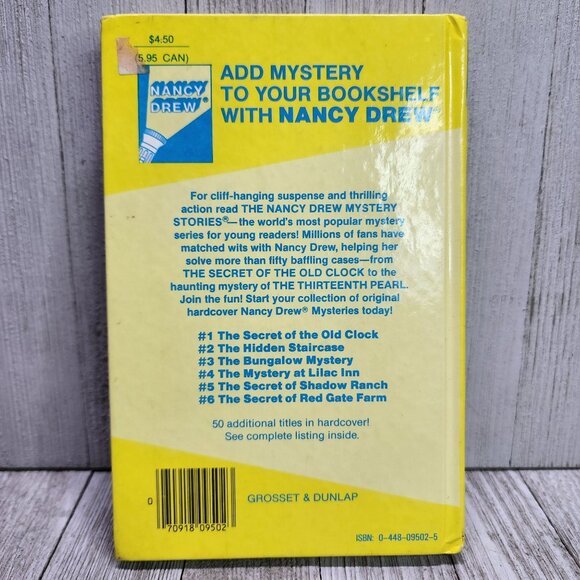 $4.50
(5.95 CAN)
NANCY
DREW®
ADD MYSTERY
TO YOUR BOOKSHELF
WITH NANCY DREW®
For cliff-hanging suspense and thrilling
action read THE NANCY DREW MYSTERY
STORIES®—the world's most popular mystery
series for young readers! Millions of fans have
matched wits with Nancy Drew, helping her
solve more than fifty baffling cases—from
THE SECRET OF THE OLD CLOCK to the
haunting mystery of THE THIRTEENTH PEARL.
Join the fun! Start your collection of original
hardcover Nancy Drew® Mysteries today!
#1 The Secret of the Old Clock
#2 The Hidden Staircase
#3 The Bungalow Mystery
#4 The Mystery at Lilac Inn
#5 The Secret of Shadow Ranch
#6 The Secret of Red Gate Farm
50 additional titles in hardcover!
See complete listing inside.
GROSSET & DUNLAP
0 70918 09502
ISBN: 0-448-09502-5